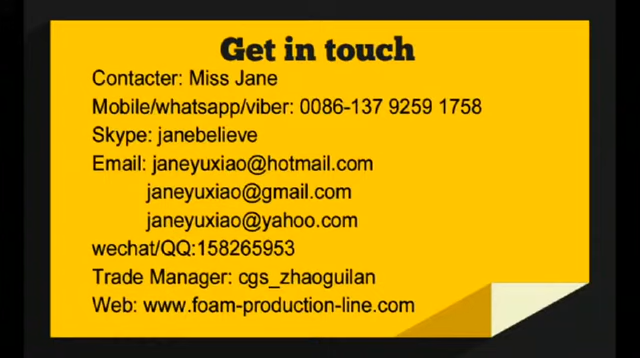 Get in touch
Contacter: Miss Jane
Mobile/whatsapp/viber: 0086-137 9259 1758
Skype: janebelieve
Email: janeyuxiao@hotmail.com
janeyuxiao@gmail.com
janeyuxiao@yahoo.com
wechat/QQ:158265953
Trade Manager: cgs_zhaoguilan
Web: www.foam-production-line.com